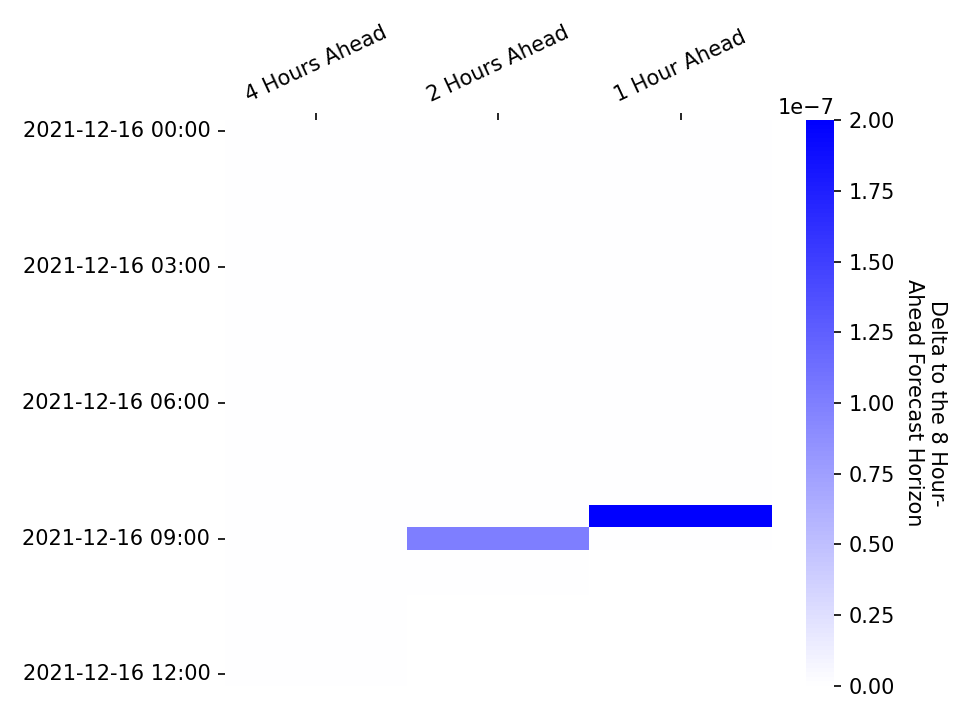 4 Hours Ahead
2 Hours Ahead
1 Hour Ahead
1e−7
2021-12-16 00:00
2021-12-16 03:00
2021-12-16 06:00
2021-12-16 09:00
2021-12-16 12:00
2.00
1.75
1.50
1.25
1.00
0.75
0.50
0.25
0.00
Delta to the 8 Hour-
Ahead Forecast Horizon